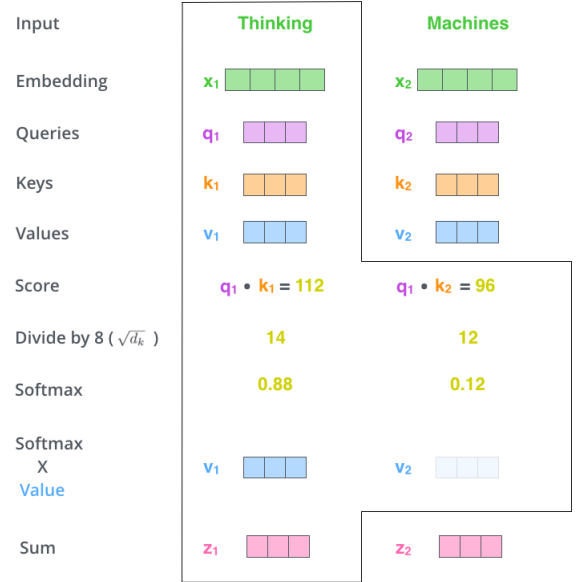 Input Thinking Machines
Embedding x₁ x₂
Queries q₁ q₂
Keys k₁ k₂
Values v₁ v₂
Score q₁ • k₁ = 112 q₁ • k₂ = 96
Divide by 8 ( √dₖ ) 14 12
Softmax 0.88 0.12
Softmax
X v₁ v₂
Value
Sum z₁ z₂